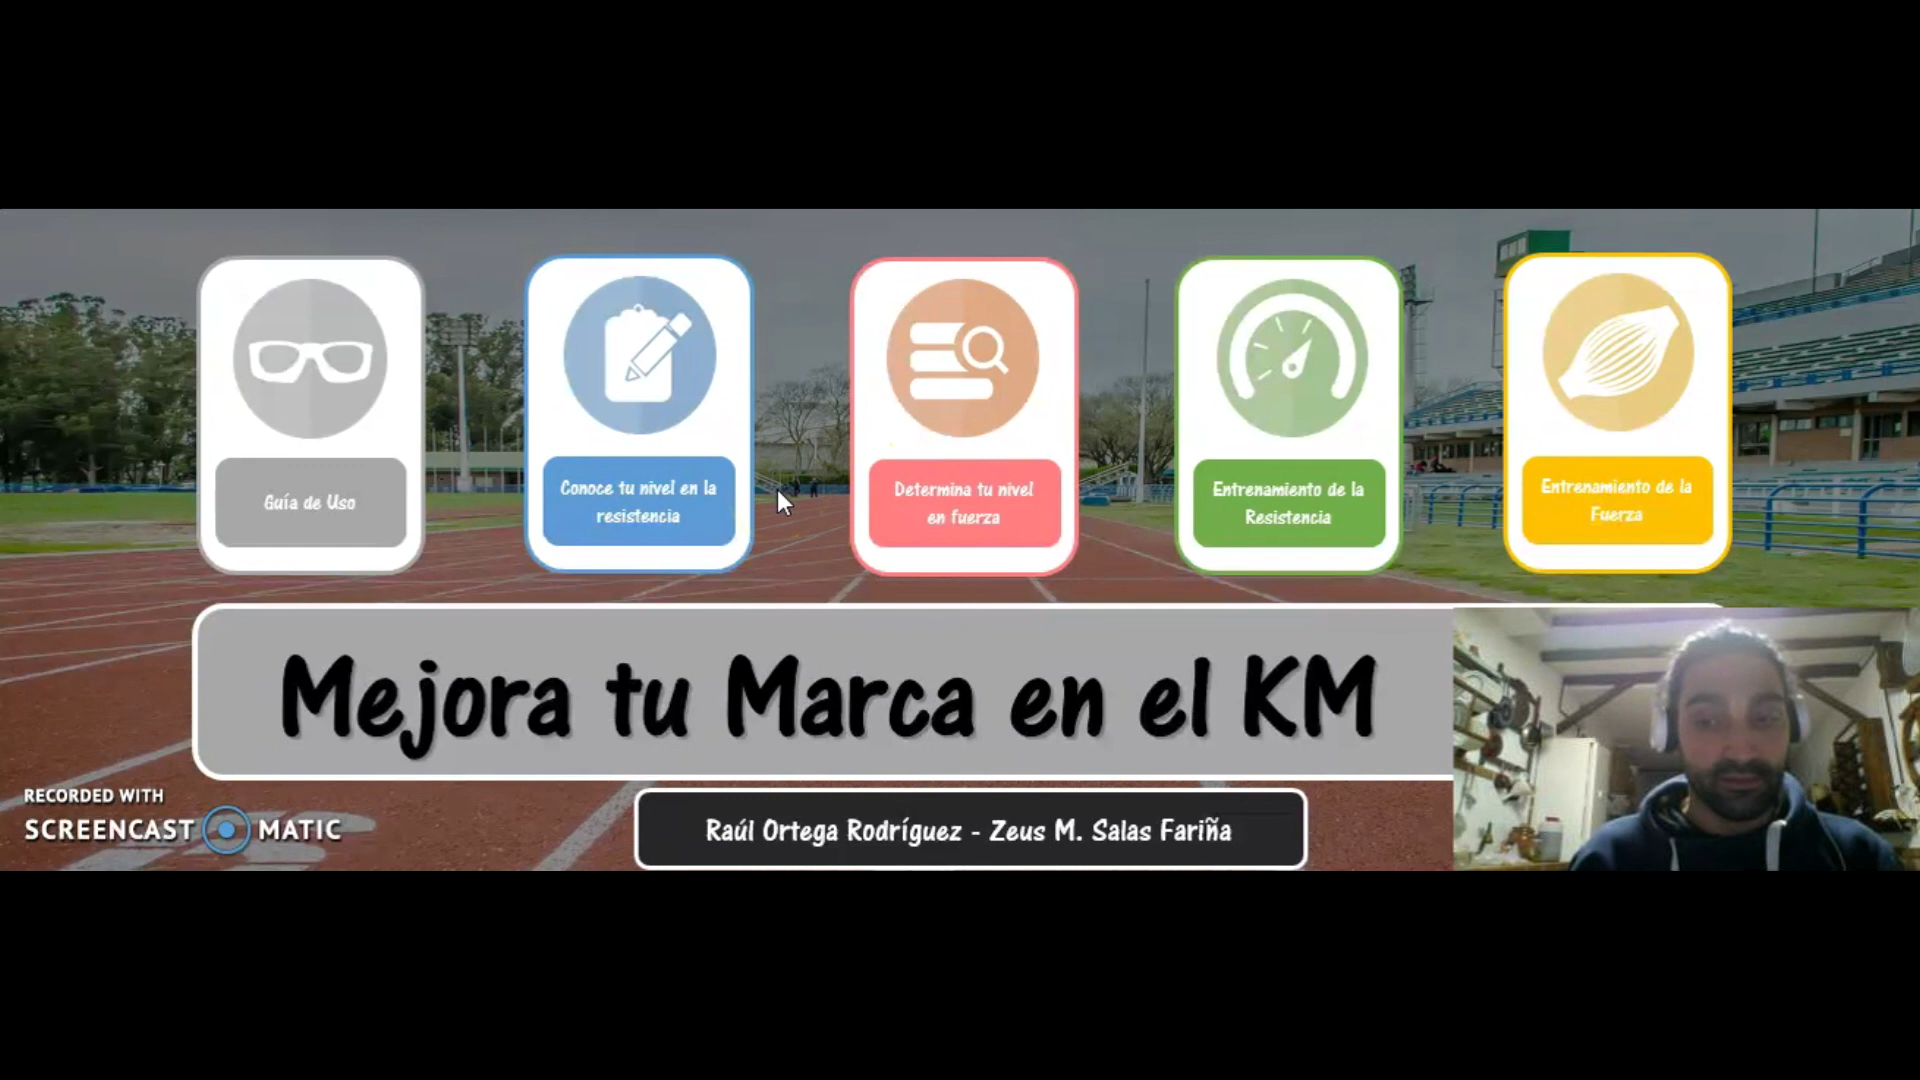 Guía de Uso
Conoce tu nivel en la
resistencia
Determina tu nivel
en fuerza
Entrenamiento de la
Resistencia
Entrenamiento de la
Fuerza
Mejora tu Marca en el KM
RECORDED WITH
SCREENCAST MATIC
Raúl Ortega Rodríguez - Zeus M. Salas Fariña